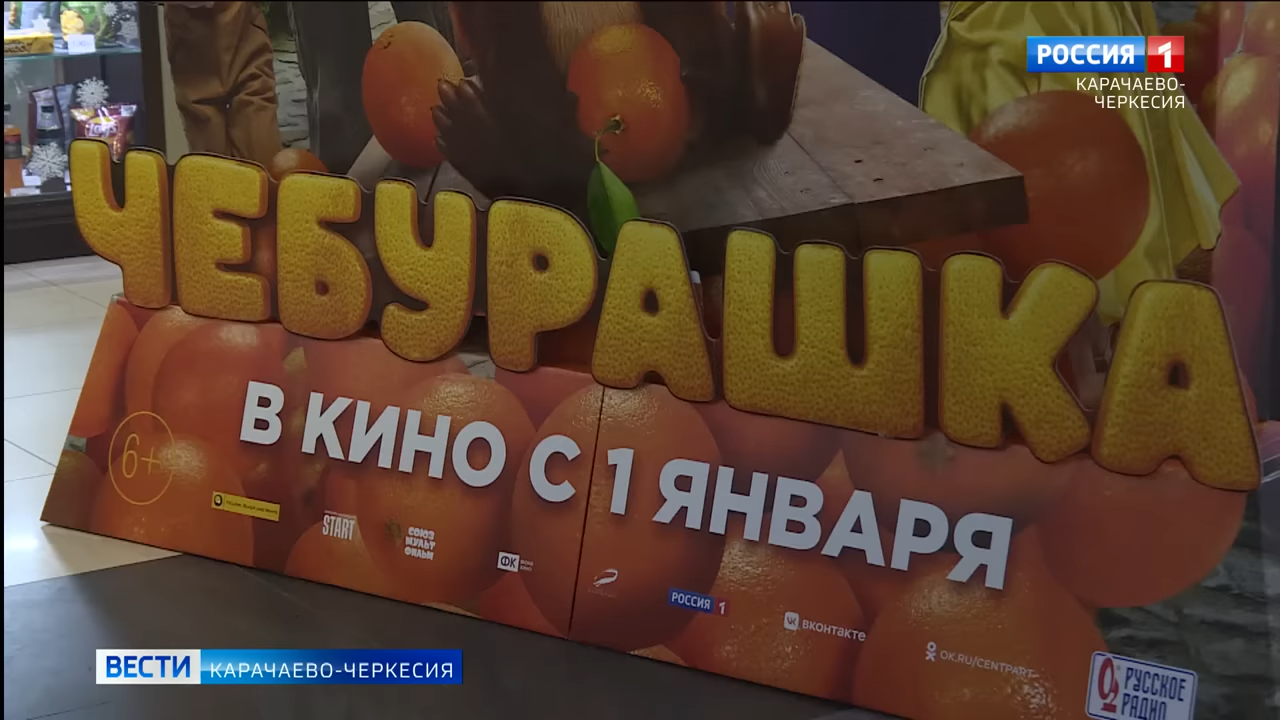 РОССИЯ 1
КАРАЧАЕВО-
ЧЕРКЕСИЯ
ЧЕБУРАШКА
В КИНО С 1 ЯНВАРЯ
6+
START
СОЮЗ
МУЛЬТ
ФИЛЬМ
ФК
РОССИЯ 1
ВКОНТАКТЕ
OK.RU/CENTPART
РУССКОЕ
РАДИО
ВЕСТИ КАРАЧАЕВО-ЧЕРКЕСИЯ